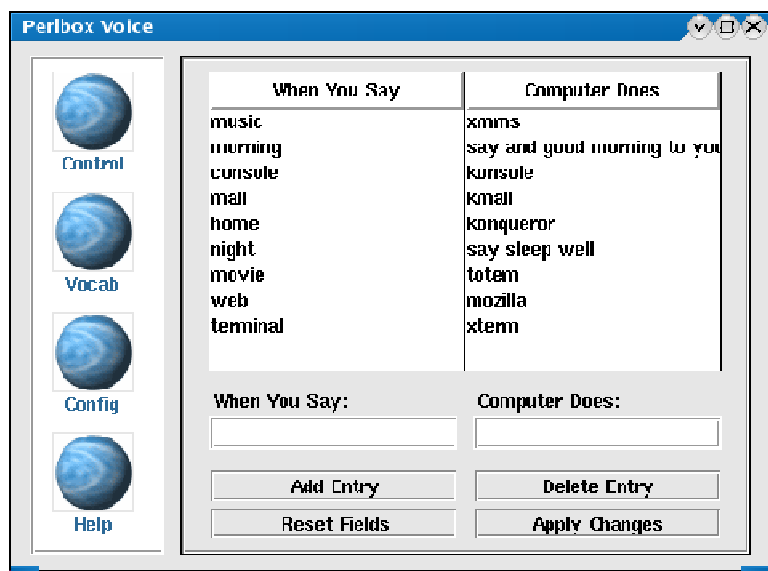 Perlbox Voice
Control
Vocab
Config
Help
When You Say Computer Does
music xmms
morning say and good morning to you
console konsole
mail kmail
home konqueror
night say sleep well
movie totem
web mozilla
terminal xterm
When You Say: Computer Does:
Add Entry Delete Entry
Reset Fields Apply Changes